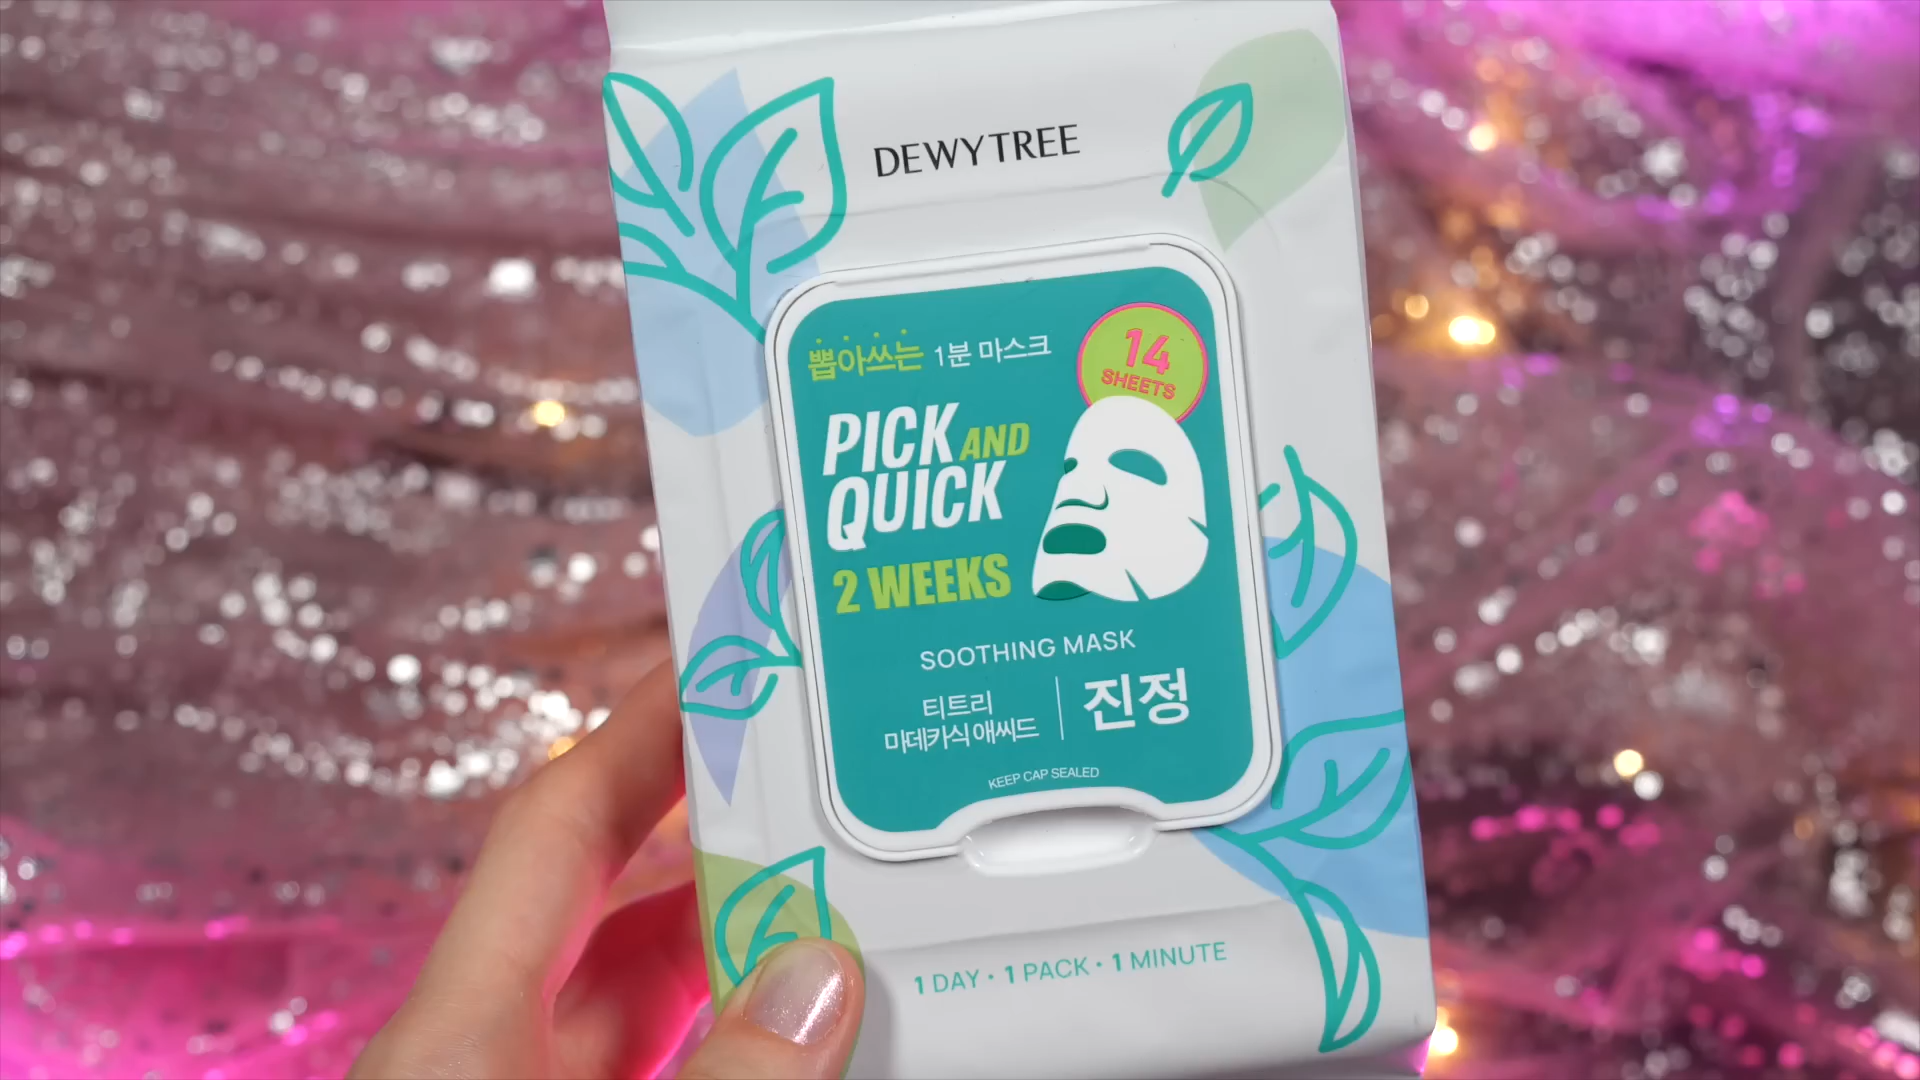 DEWYTREE
뽑아쓰는 1분 마스크
14
SHEETS
PICK AND
QUICK
2 WEEKS
SOOTHING MASK
티트리
마데카식애씨드
진정
KEEP CAP SEALED
1 DAY · 1 PACK · 1 MINUTE